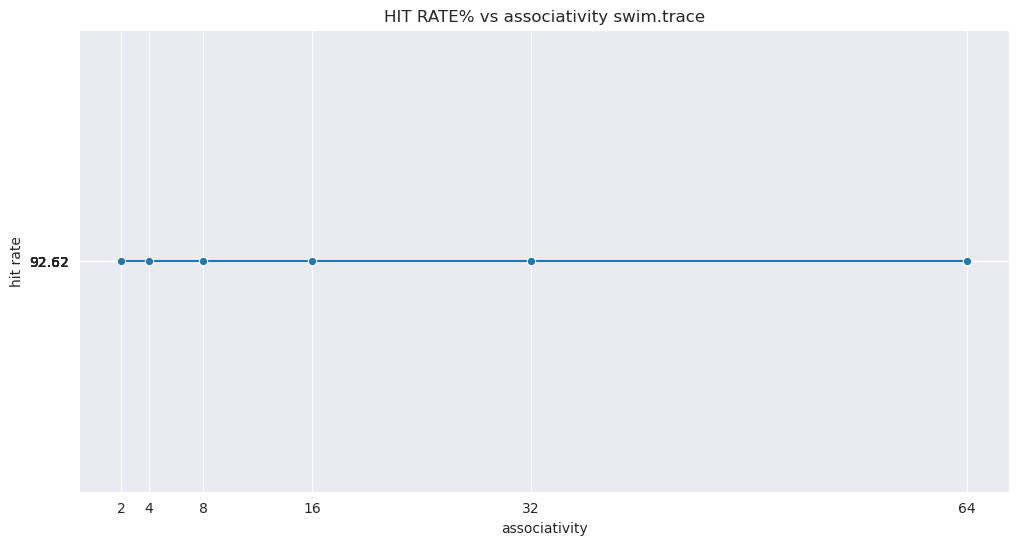 HIT RATE% vs associativity swim.trace
hit rate
92.62
2 4 8 16 32 64
associativity